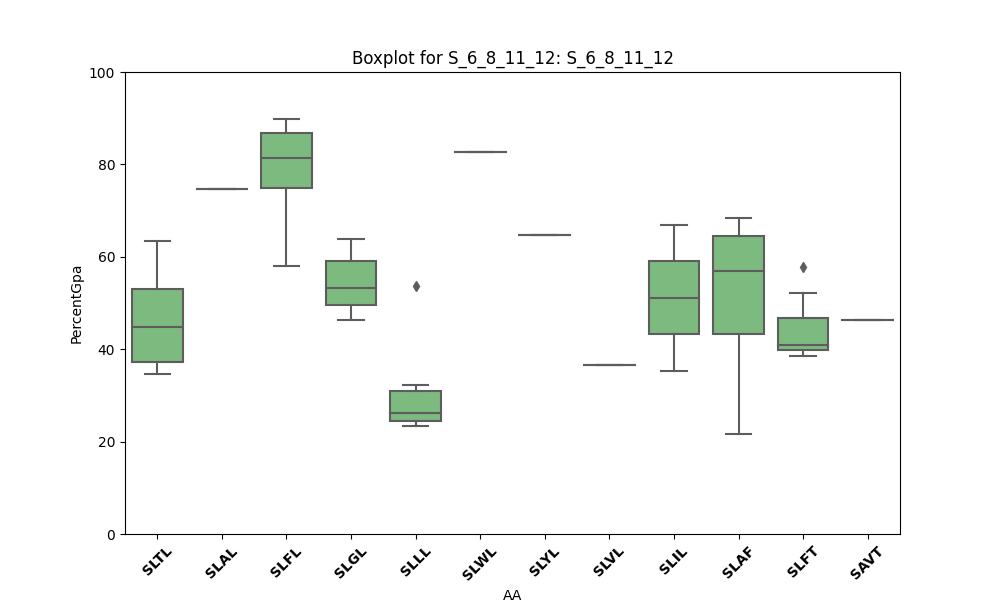 Boxplot for S_6_8_11_12: S_6_8_11_12
100
80
60
40
20
0
PercentGpa
SLTL SLAL SLFL SLGL SLLL SLWL SLYL SLVL SLIL SLAF SLFT SAVT
AA